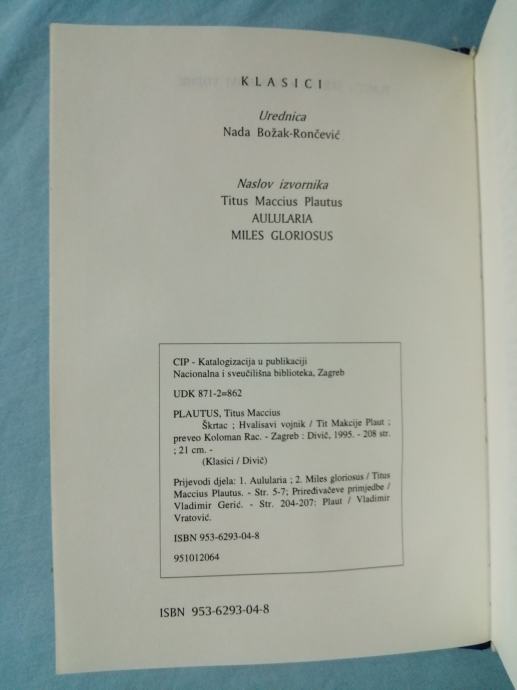 KLASICI
Urednica
Nada Božak-Rončević
Naslov izvornika
Titus Maccius Plautus
AULULARIA
MILES GLORIOSUS
CIP - Katalogizacija u publikaciji
Nacionalna i sveučilišna biblioteka, Zagreb
UDK 871-2=862
PLAUTUS, Titus Maccius
Škrtac ; Hvalisavi vojnik / Tit Makcije Plaut ;
preveo Koloman Rac. - Zagreb : Divič, 1995. - 208 str.
; 21 cm. -
(Klasici / Divič)
Prijevodi djela: 1. Aulularia ; 2. Miles gloriosus / Titus
Maccius Plautus. - Str. 5-7; Priređivačeve primjedbe /
Vladimir Gerić. - Str. 204-207: Plaut / Vladimir
Vratović.
ISBN 953-6293-04-8
951012064
ISBN 953-6293-04-8